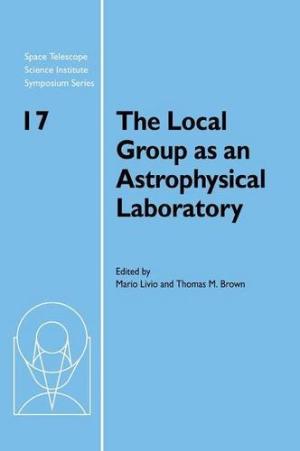 Space Telescope
Science Institute
Symposium Series
17
The Local
Group as an
Astrophysical
Laboratory
Edited by
Mario Livio and Thomas M. Brown